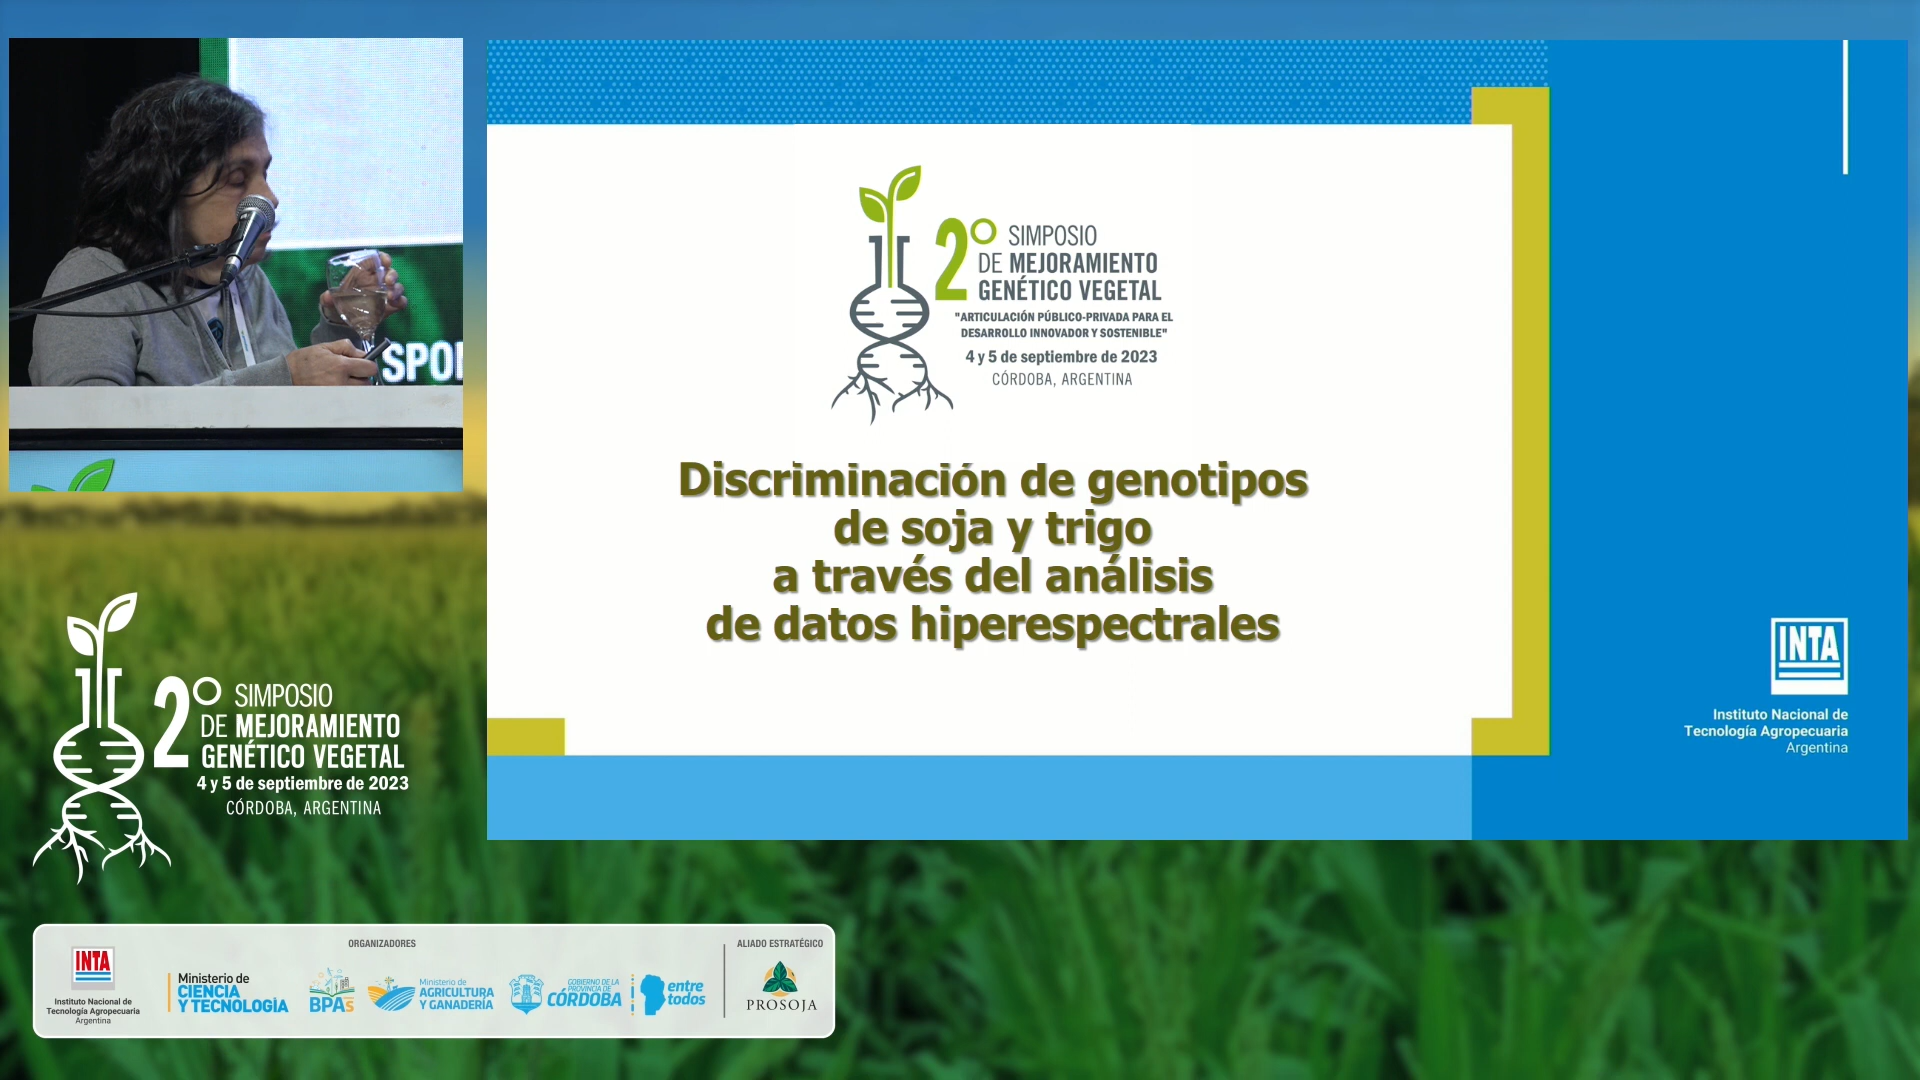 SPO
2° SIMPOSIO
DE MEJORAMIENTO
GENÉTICO VEGETAL
"ARTICULACIÓN PÚBLICO-PRIVADA PARA EL
DESARROLLO INNOVADOR Y SOSTENIBLE"
4 y 5 de septiembre de 2023
CÓRDOBA, ARGENTINA
Discriminación de genotipos
de soja y trigo
a través del análisis
de datos hiperespectrales
INTA
Instituto Nacional de
Tecnología Agropecuaria
Argentina
2° SIMPOSIO
DE MEJORAMIENTO
GENÉTICO VEGETAL
4 y 5 de septiembre de 2023
CÓRDOBA, ARGENTINA
ORGANIZADORES
ALIADO ESTRATÉGICO
INTA
Instituto Nacional de
Tecnología Agropecuaria
Argentina
Ministerio de
CIENCIA
Y TECNOLOGÍA
BPAs
Ministerio de
AGRICULTURA
Y GANADERÍA
GOBIERNO DE LA
PROVINCIA DE
CÓRDOBA
entre
todos
PROSOJA